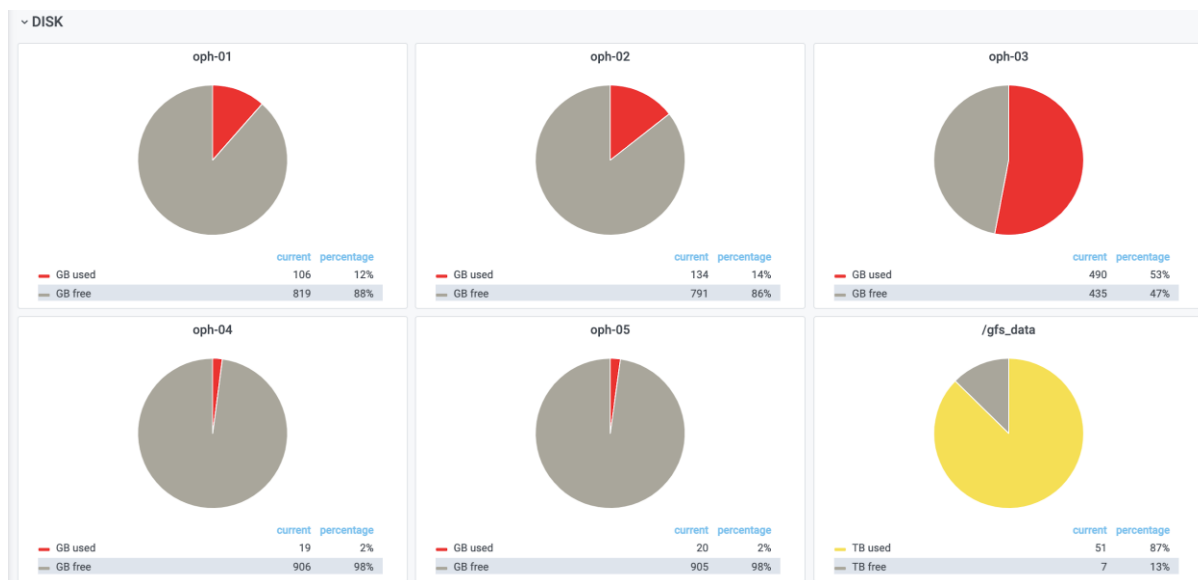 DISK
oph-01
current percentage
GB used 106 12%
GB free 819 88%
oph-02
current percentage
GB used 134 14%
GB free 791 86%
oph-03
current percentage
GB used 490 53%
GB free 435 47%
oph-04
current percentage
GB used 19 2%
GB free 906 98%
oph-05
current percentage
GB used 20 2%
GB free 905 98%
/gfs_data
current percentage
TB used 51 87%
TB free 7 13%